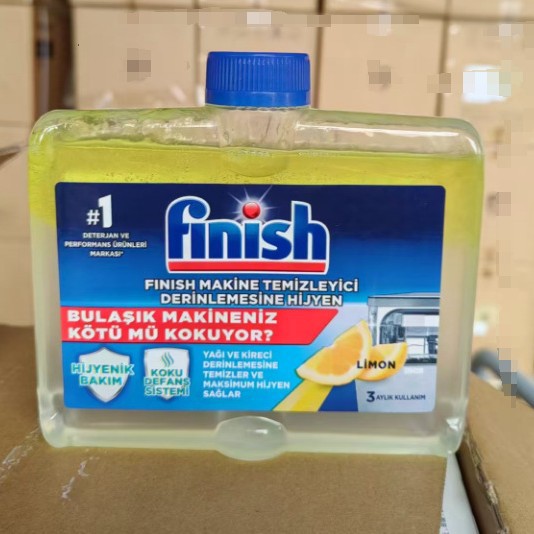 #1
DETERJAN VE
PERFORMANS ÜRÜNLERİ
MARKASI*
finish
FINISH MAKİNE TEMİZLEYİCİ
DERİNLEMESİNE HİJYEN
BULAŞIK MAKİNENİZ
KÖTÜ MÜ KOKUYOR?
HİJYENİK
BAKIM
KOKU
DEFANS
SİSTEMİ
YAĞI VE KİRECİ
DERİNLEMESİNE
TEMİZLER VE
MAKSİMUM HİJYEN
SAĞLAR
LİMON
3 AYLIK KULLANIM